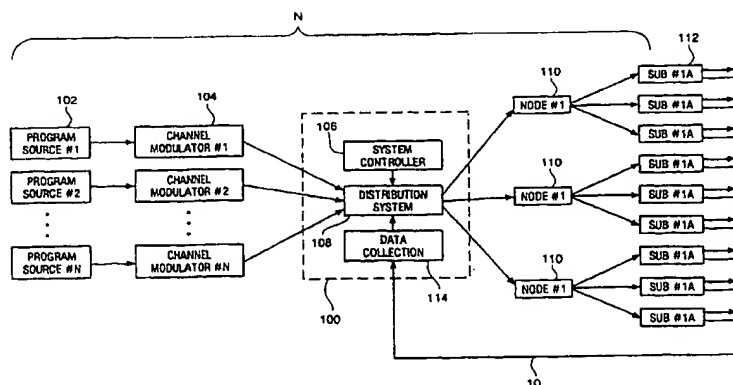 N
102
104
106
110
112
PROGRAM
SOURCE #1
CHANNEL
MODULATOR #1
SYSTEM
CONTROLLER
NODE #1
SUB #1A
SUB #1A
SUB #1A
PROGRAM
SOURCE #2
CHANNEL
MODULATOR #2
DISTRIBUTION
SYSTEM
108
110
NODE #1
SUB #1A
SUB #1A
SUB #1A
PROGRAM
SOURCE #N
CHANNEL
MODULATOR #N
DATA
COLLECTION
114
100
110
NODE #1
SUB #1A
SUB #1A
SUB #1A
10